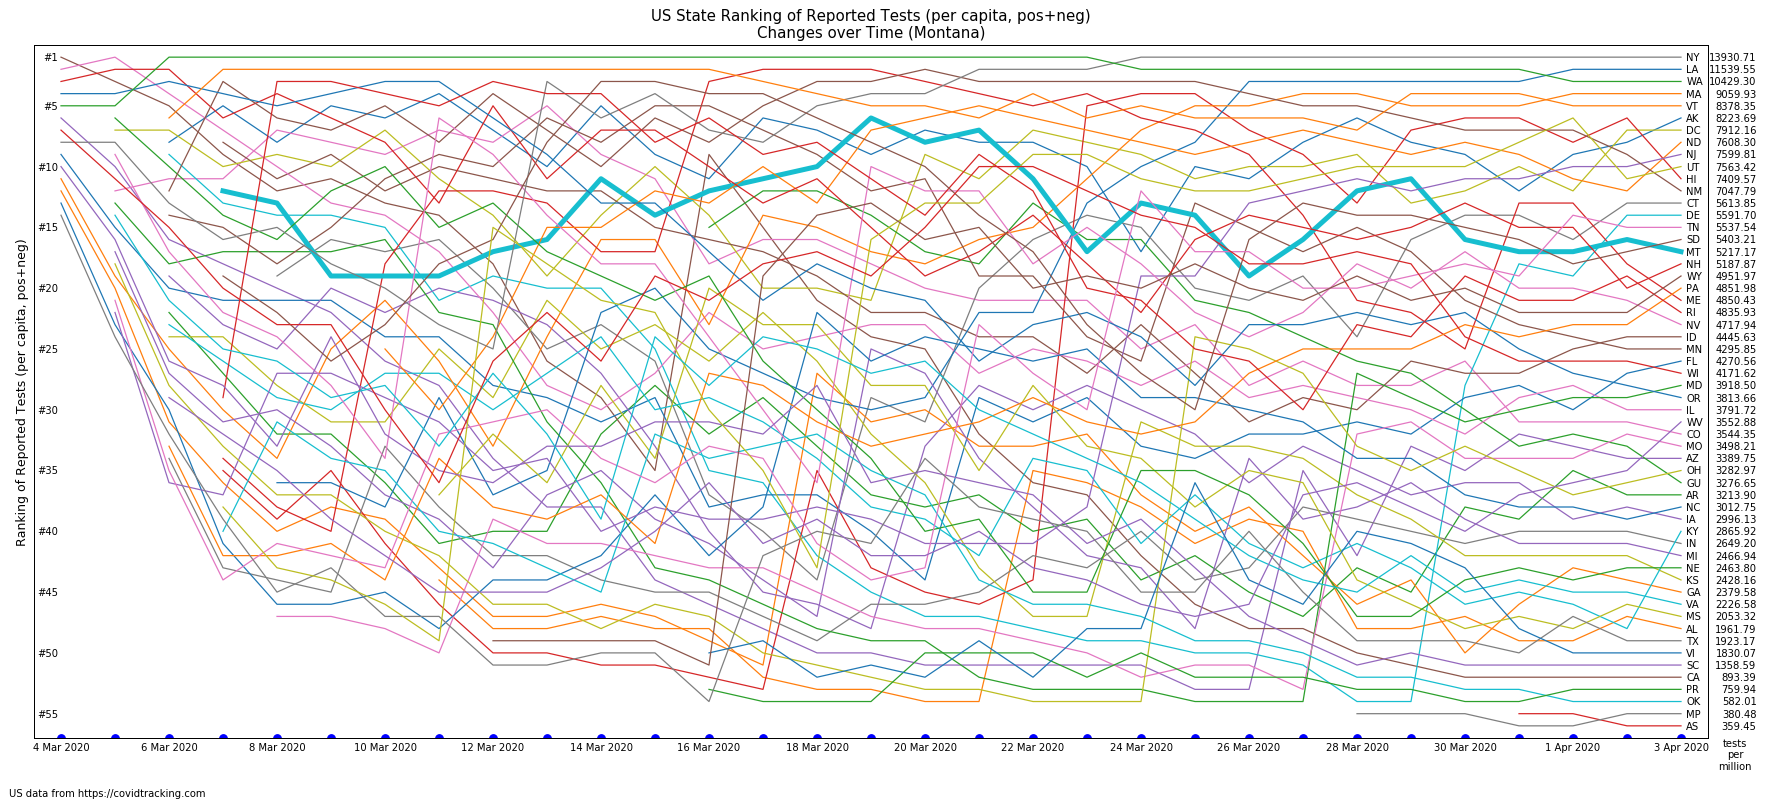 US State Ranking of Reported Tests (per capita, pos+neg)
Changes over Time (Montana)
Ranking of Reported Tests (per capita, pos+neg)
#1
#5
#10
#15
#20
#25
#30
#35
#40
#45
#50
#55
NY 13930.71
LA 11539.55
WA 10429.30
MA 9059.93
VT 8378.35
AK 8223.69
DC 7912.16
ND 7608.30
NJ 7599.81
UT 7563.42
HI 7409.57
NM 7047.79
CT 5613.85
DE 5591.70
TN 5537.54
SD 5403.21
MT 5217.17
NH 5187.87
WY 4951.97
PA 4851.98
ME 4850.43
RI 4835.93
NV 4717.94
ID 4445.63
MN 4295.85
FL 4270.56
WI 4171.62
MD 3918.50
OR 3813.66
IL 3791.72
WV 3552.88
CO 3544.35
MO 3498.21
AZ 3389.75
OH 3282.97
GU 3276.65
AR 3213.90
NC 3012.75
IA 2996.13
KY 2865.92
IN 2649.20
MI 2466.94
NE 2463.80
KS 2428.16
GA 2379.58
VA 2226.58
MS 2053.32
AL 1961.79
TX 1923.17
VI 1830.07
SC 1358.59
CA 893.39
PR 759.94
OK 582.01
MP 380.48
AS 359.45
4 Mar 2020 6 Mar 2020 8 Mar 2020 10 Mar 2020 12 Mar 2020 14 Mar 2020 16 Mar 2020 18 Mar 2020 20 Mar 2020 22 Mar 2020 24 Mar 2020 26 Mar 2020 28 Mar 2020 30 Mar 2020 1 Apr 2020 3 Apr 2020
tests
per
million
US data from https://covidtracking.com